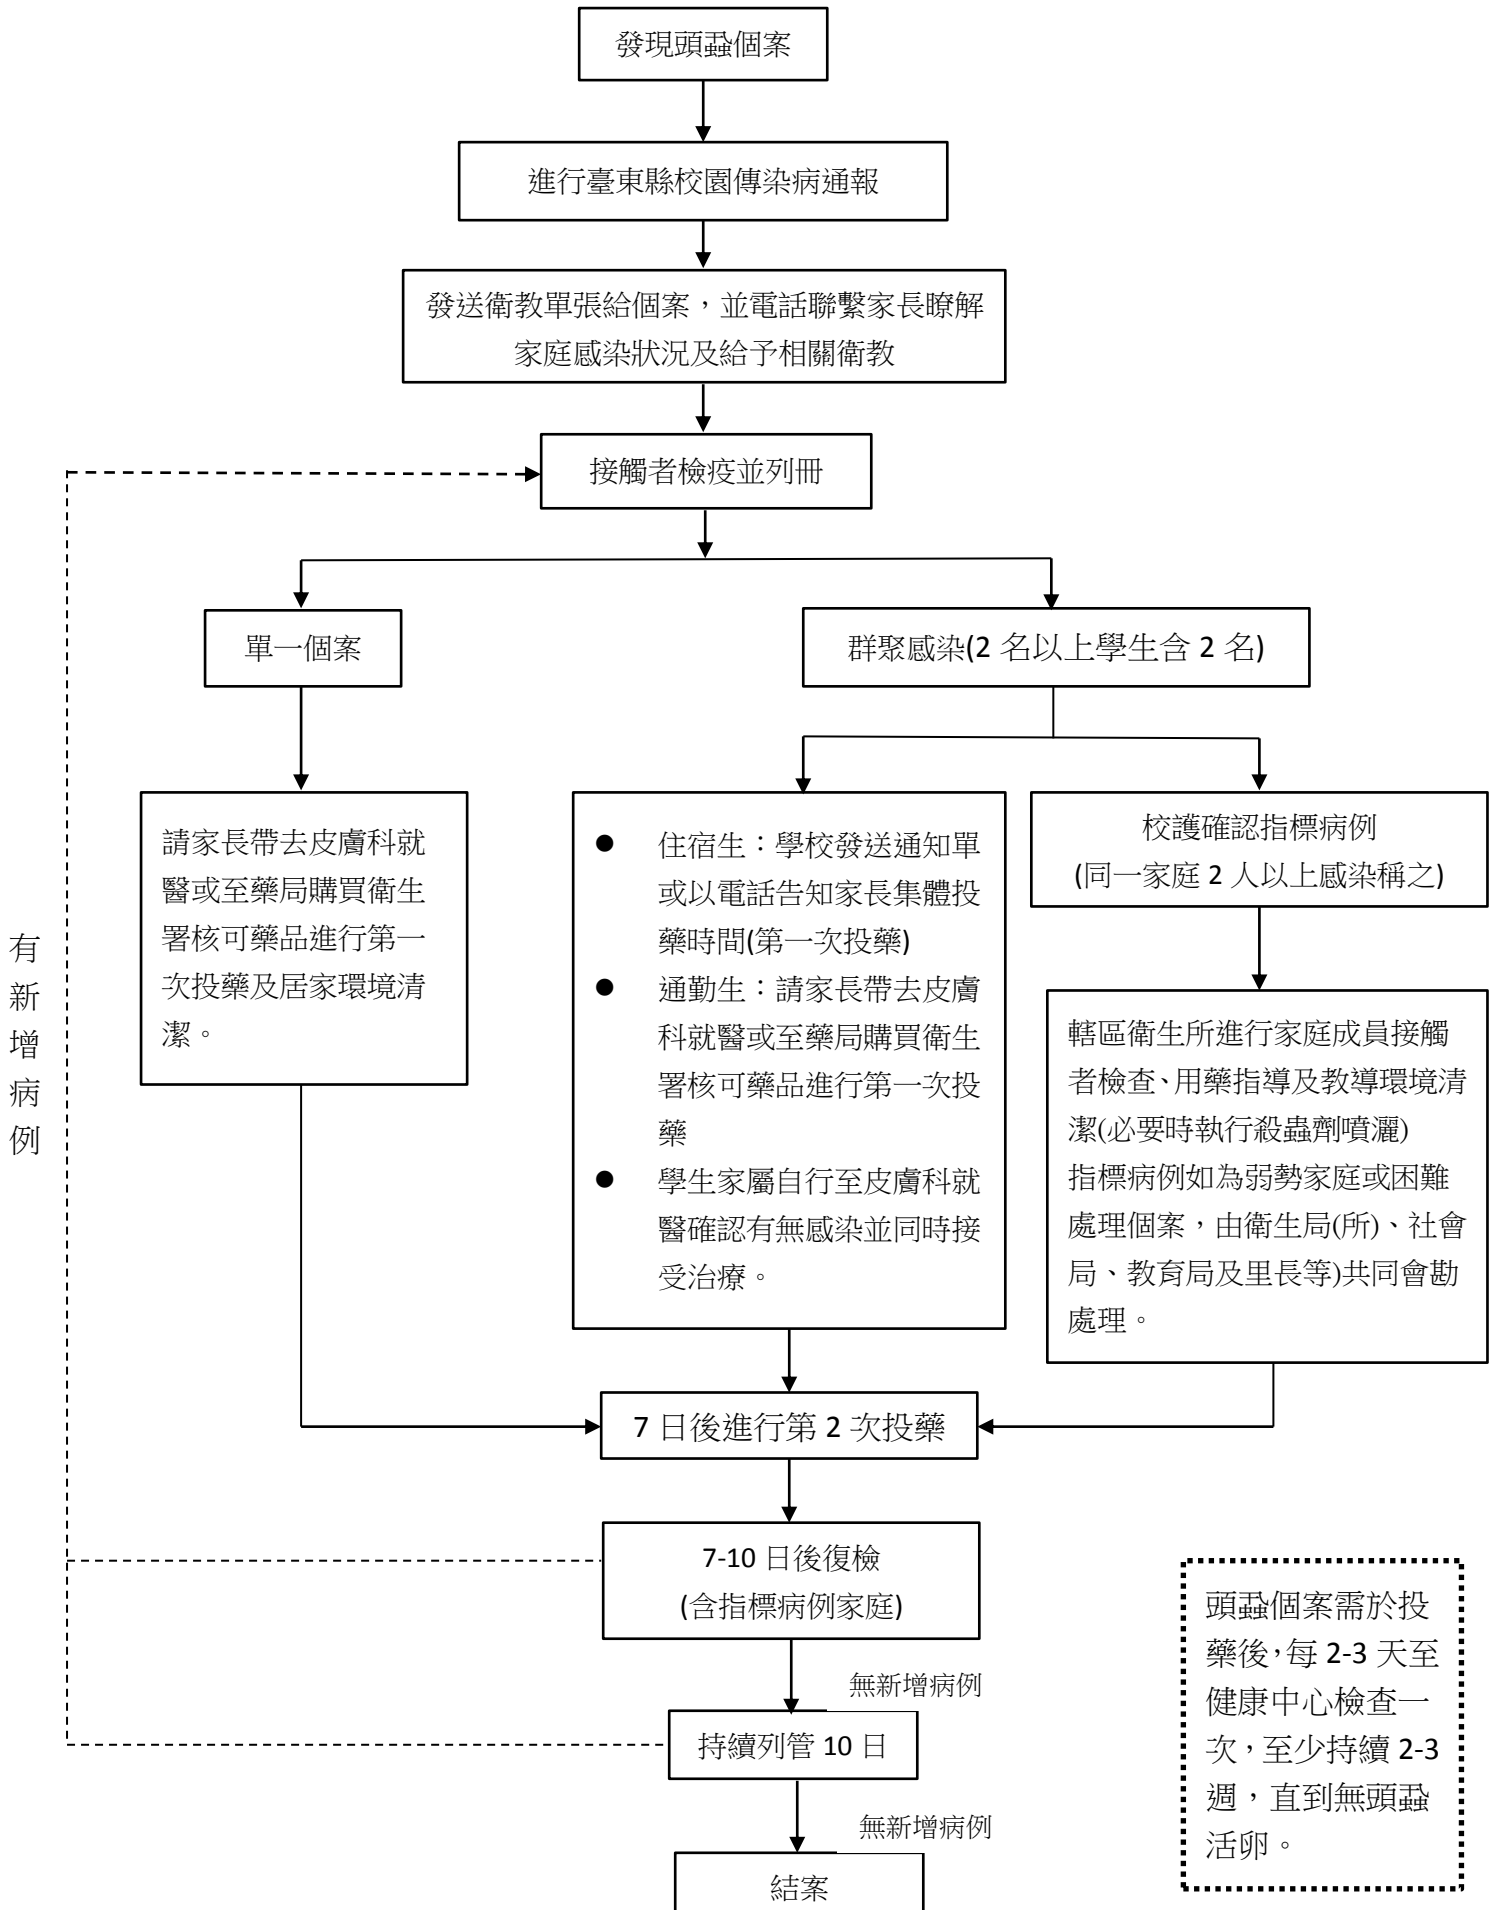 發現頭蝨個案
進行臺東縣校園傳染病通報
發送衛教單張給個案，並電話聯繫家長瞭解
家庭感染狀況及給予相關衛教
接觸者檢疫並列冊
單一個案
群聚感染(2 名以上學生含 2 名)
請家長帶去皮膚科就
醫或至藥局購買衛生
署核可藥品進行第一
次投藥及居家環境清
潔。
● 住宿生：學校發送通知單
或以電話告知家長集體投
藥時間(第一次投藥)
● 通勤生：請家長帶去皮膚
科就醫或至藥局購買衛生
署核可藥品進行第一次投
藥
● 學生家屬自行至皮膚科就
醫確認有無感染並同時接
受治療。
校護確認指標病例
(同一家庭 2 人以上感染稱之)
轄區衛生所進行家庭成員接觸
者檢查、用藥指導及教導環境清
潔(必要時執行殺蟲劑噴灑)
指標病例如為弱勢家庭或困難
處理個案，由衛生局(所)、社會
局、教育局及里長等)共同會勘
處理。
有
新
增
病
例
7 日後進行第 2 次投藥
7-10 日後復檢
(含指標病例家庭)
無新增病例
持續列管 10 日
無新增病例
結案
頭蝨個案需於投
藥後，每 2-3 天至
健康中心檢查一
次，至少持續 2-3
週，直到無頭蝨
活卵。